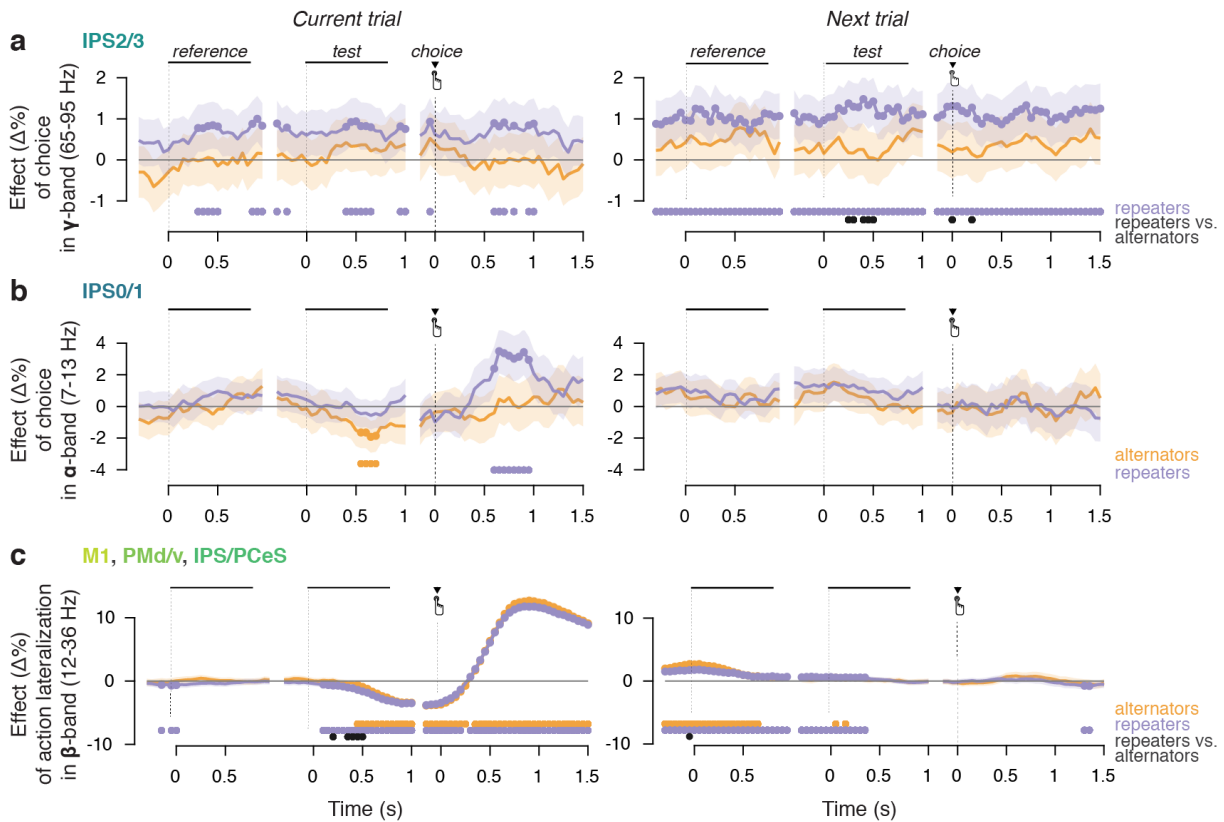 Current trial
Next trial
a
IPS2/3
reference
test
choice
reference
test
choice
Effect (Δ%)
of choice
in γ-band (65-95 Hz)
2
1
0
-1
2
1
0
-1
repeaters
repeaters vs.
alternators
0 0.5 0 0.5 1 0 0.5 1 1.5
0 0.5 0 0.5 1 0 0.5 1 1.5
b
IPS0/1
Effect (Δ%)
of choice
in α-band (7-13 Hz)
4
2
0
-2
-4
4
2
0
-2
-4
alternators
repeaters
0 0.5 0 0.5 1 0 0.5 1 1.5
0 0.5 0 0.5 1 0 0.5 1 1.5
c
M1, PMd/v, IPS/PCeS
Effect (Δ%)
of action lateralization
in β-band (12-36 Hz)
10
0
-10
10
0
-10
alternators
repeaters
repeaters vs.
alternators
0 0.5 0 0.5 1 0 0.5 1 1.5
0 0.5 0 0.5 1 0 0.5 1 1.5
Time (s)
Time (s)